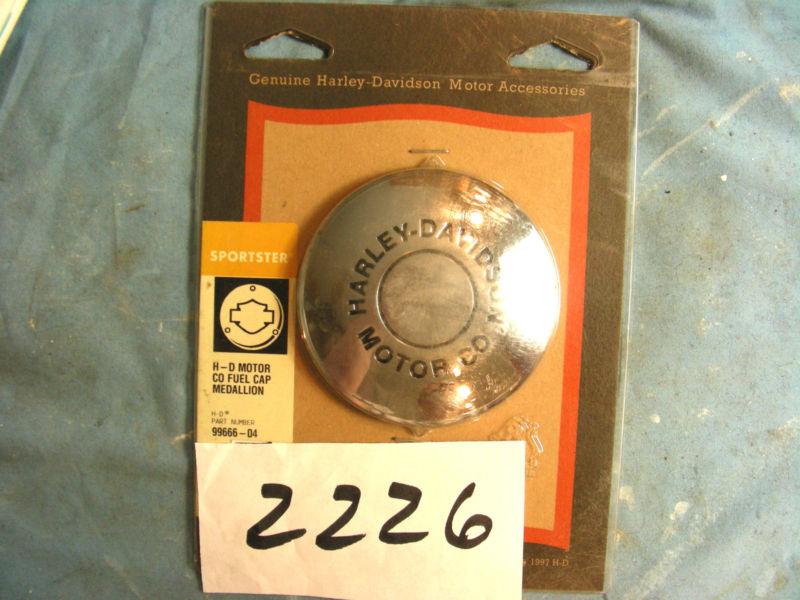 Genuine Harley-Davidson Motor Accessories
HARLEY-DAVIDSON
MOTOR CO.
SPORTSTER®
H-D MOTOR
CO FUEL CAP
MEDALLION
H-D®
PART NUMBER
99666-04
2226
1997 H-D